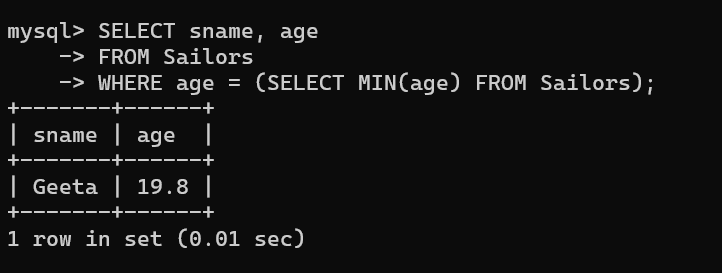 mysql> SELECT sname, age
    -> FROM Sailors
    -> WHERE age = (SELECT MIN(age) FROM Sailors);
+-------+------+
| sname | age  |
+-------+------+
| Geeta | 19.8 |
+-------+------+
1 row in set (0.01 sec)